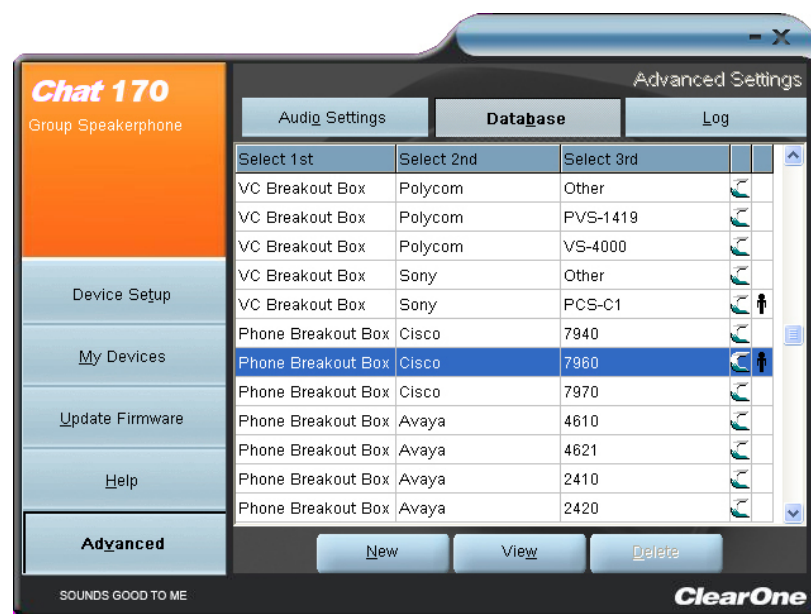 Advanced Settings
Chat 170
Group Speakerphone
Audio Settings Database Log
Select 1st Select 2nd Select 3rd
VC Breakout Box Polycom Other
VC Breakout Box Polycom PVS-1419
VC Breakout Box Polycom VS-4000
VC Breakout Box Sony Other
VC Breakout Box Sony PCS-C1
Phone Breakout Box Cisco 7940
Phone Breakout Box Cisco 7960
Phone Breakout Box Cisco 7970
Phone Breakout Box Avaya 4610
Phone Breakout Box Avaya 4621
Phone Breakout Box Avaya 2410
Phone Breakout Box Avaya 2420
Device Setup
My Devices
Update Firmware
Help
Advanced
New View Delete
SOUNDS GOOD TO ME
ClearOne